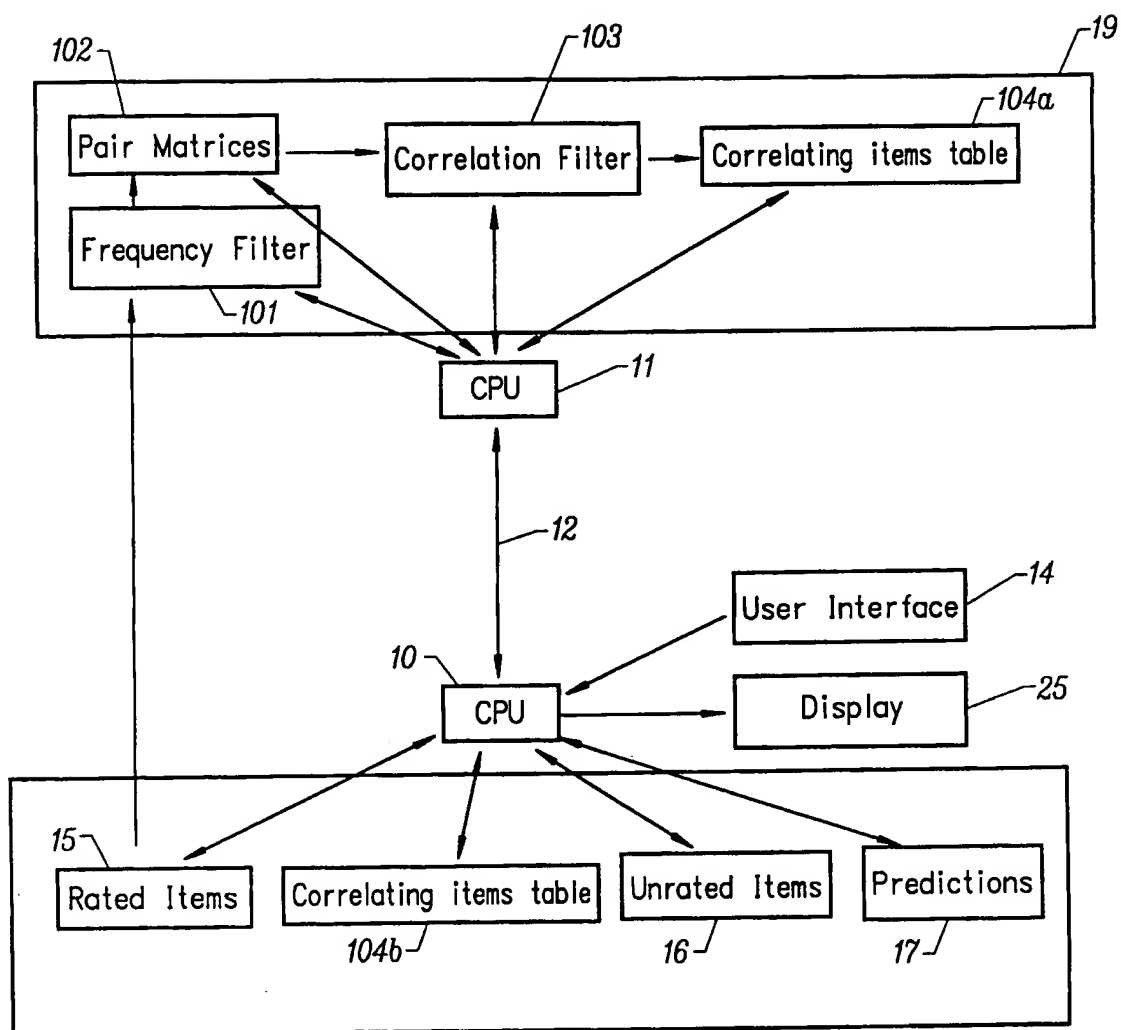 102
103
19
104a
Pair Matrices
Correlation Filter
Correlating items table
Frequency Filter
101
CPU
11
12
14
User Interface
10
CPU
25
Display
15
Rated Items
Correlating items table
Unrated Items
Predictions
104b
16
17